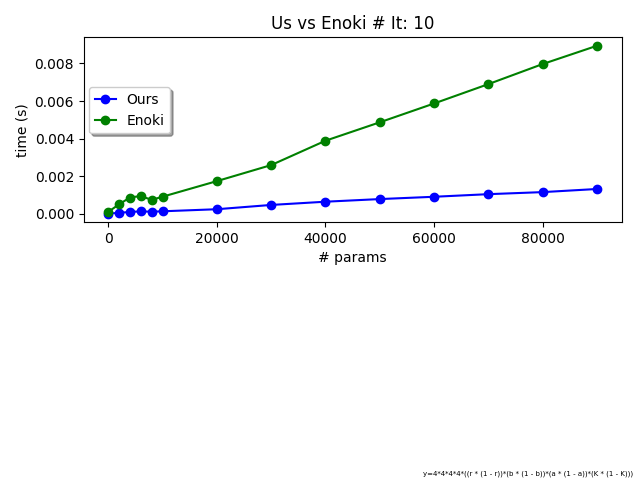 Us vs Enoki # It: 10
0.008
0.006
0.004
0.002
0.000
time (s)
Ours
Enoki
0
20000
40000
60000
80000
# params
y=4*4*4*4*((r * (1 - r))*(b * (1 - b))*(a * (1 - a))*(K * (1 - K)))